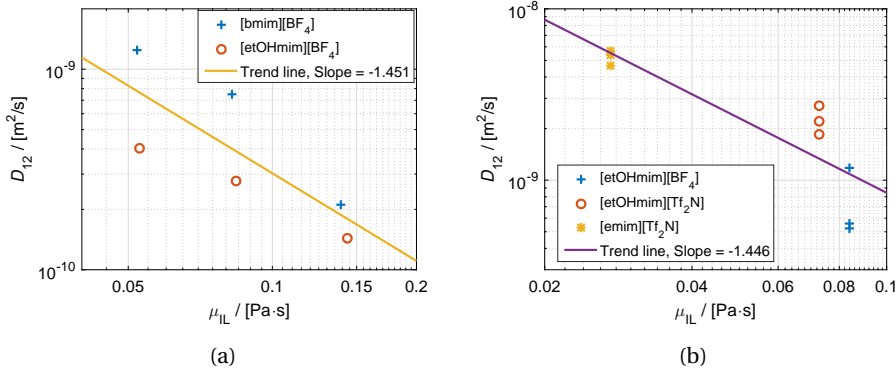 [bmim][BF₄]
[etOHmim][BF₄]
Trend line, Slope = -1.451
10⁻⁹
10⁻¹⁰
D₁₂ / [m²/s]
0.05
0.1
0.15
0.2
μ_IL / [Pa·s]
(a)
10⁻⁸
10⁻⁹
D₁₂ / [m²/s]
[etOHmim][BF₄]
[etOHmim][Tf₂N]
[emim][Tf₂N]
Trend line, Slope = -1.446
0.02
0.04
0.06
0.08
0.1
μ_IL / [Pa·s]
(b)